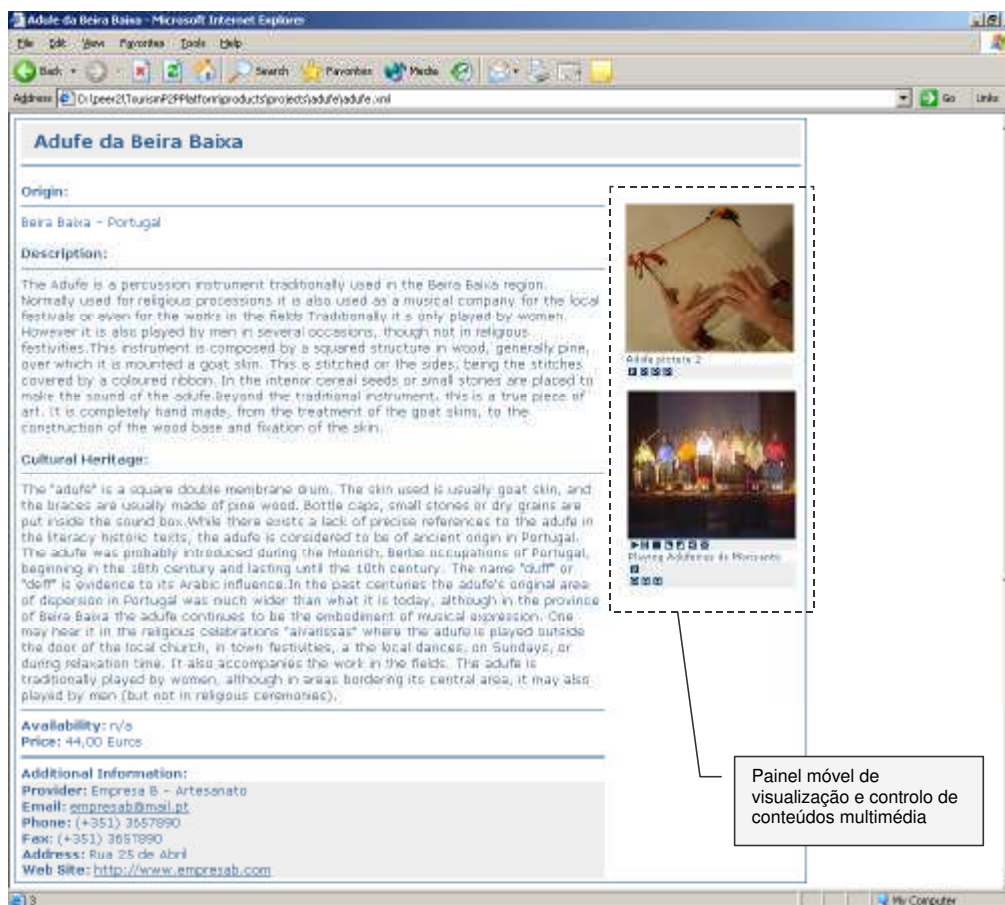 Adufe da Beira Baixa - Microsoft Internet Explorer
File Edit View Favorites Tools Help
Back Search Favorites Media
Address D:\peer2\TourismP2PPlatform\products\projects\adufe\adufe.xml Go Links
Adufe da Beira Baixa
Origin:
Beira Baixa - Portugal
Description:
The Adufe is a percussion instrument traditionally used in the Beira Baixa region.
Normally used for religious processions it is also used as a musical company for the local
festivals or even for the works in the fields Traditionally it s only played by women.
However it is also played by men in several occasions, though not in religious
festivities.This instrument is composed by a squared structure in wood, generally pine,
over which it is mounted a goat skin. This is stitched on the sides, being the stitches
covered by a coloured ribbon. In the interior cereal seeds or small stones are placed to
make the sound of the adufe.Beyond the traditional instrument, this is a true piece of
art. It is completely hand made, from the treatment of the goat skins, to the
construction of the wood base and fixation of the skin.
Cultural Heritage:
The "adufe" is a square double membrane drum. The skin used is usually goat skin, and
the braces are usually made of pine wood. Bottle caps, small stones or dry grains are
put inside the sound box.While there exists a lack of precise references to the adufe in
the literacy historic texts, the adufe is considered to be of ancient origin in Portugal.
The adufe was probably introduced during the Moorish, Berbe occupations of Portugal,
beginning in the 18th century and lasting until the 10th century. The name "duff" or
"deff" is evidence to its Arabic influence.In the past centuries the adufe's original area
of dispersion in Portugal was much wider than what it is today, although in the province
of Beira Baixa the adufe continues to be the embodiment of musical expression. One
may hear it in the religious celebrations "alvarissas" where the adufe is played outside
the door of the local church, in town festivities, a the local dances, on Sundays, or
during relaxation time. It also accompanies the work in the fields. The adufe is
traditionally played by women, although in areas bordering its central area, it may also
played by men (but not in religious ceremonies).
Availability: n/a
Price: 44,00 Euros
Additional Information:
Provider: Empresa B - Artesanato
Email: empresab@mail.pt
Phone: (+351) 3657890
Fax: (+351) 3657890
Address: Rua 25 de Abril
Web Site: http://www.empresab.com
Adufe picture 2
Playing Adufeiras de Monsanto
Painel móvel de
visualização e controlo de
conteúdos multimédia
3 My Computer